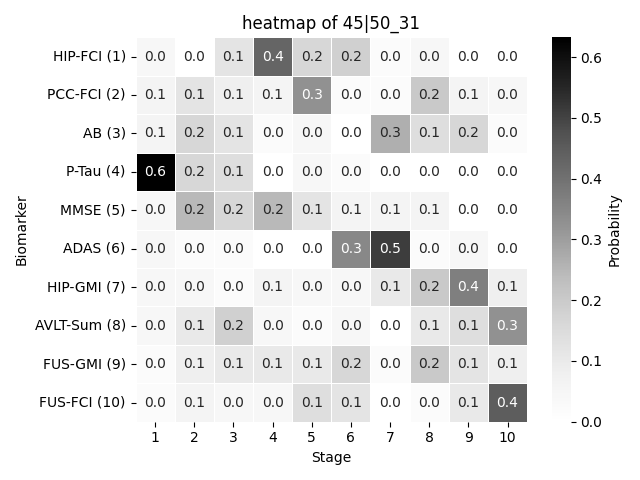 heatmap of 45|50_31
HIP-FCI (1) 0.0 0.0 0.1 0.4 0.2 0.2 0.0 0.0 0.0 0.0
PCC-FCI (2) 0.1 0.1 0.1 0.1 0.3 0.0 0.0 0.2 0.1 0.0
AB (3) 0.1 0.2 0.1 0.0 0.0 0.0 0.3 0.1 0.2 0.0
P-Tau (4) 0.6 0.2 0.1 0.0 0.0 0.0 0.0 0.0 0.0 0.0
MMSE (5) 0.0 0.2 0.2 0.2 0.1 0.1 0.1 0.1 0.0 0.0
ADAS (6) 0.0 0.0 0.0 0.0 0.0 0.3 0.5 0.0 0.0 0.0
HIP-GMI (7) 0.0 0.0 0.0 0.1 0.0 0.0 0.1 0.2 0.4 0.1
AVLT-Sum (8) 0.0 0.1 0.2 0.0 0.0 0.0 0.0 0.1 0.1 0.3
FUS-GMI (9) 0.0 0.1 0.1 0.1 0.1 0.2 0.0 0.2 0.1 0.1
FUS-FCI (10) 0.0 0.1 0.0 0.0 0.1 0.1 0.0 0.0 0.1 0.4
1 2 3 4 5 6 7 8 9 10
Stage
Biomarker
0.6
0.5
0.4
0.3
0.2
0.1
0.0
Probability